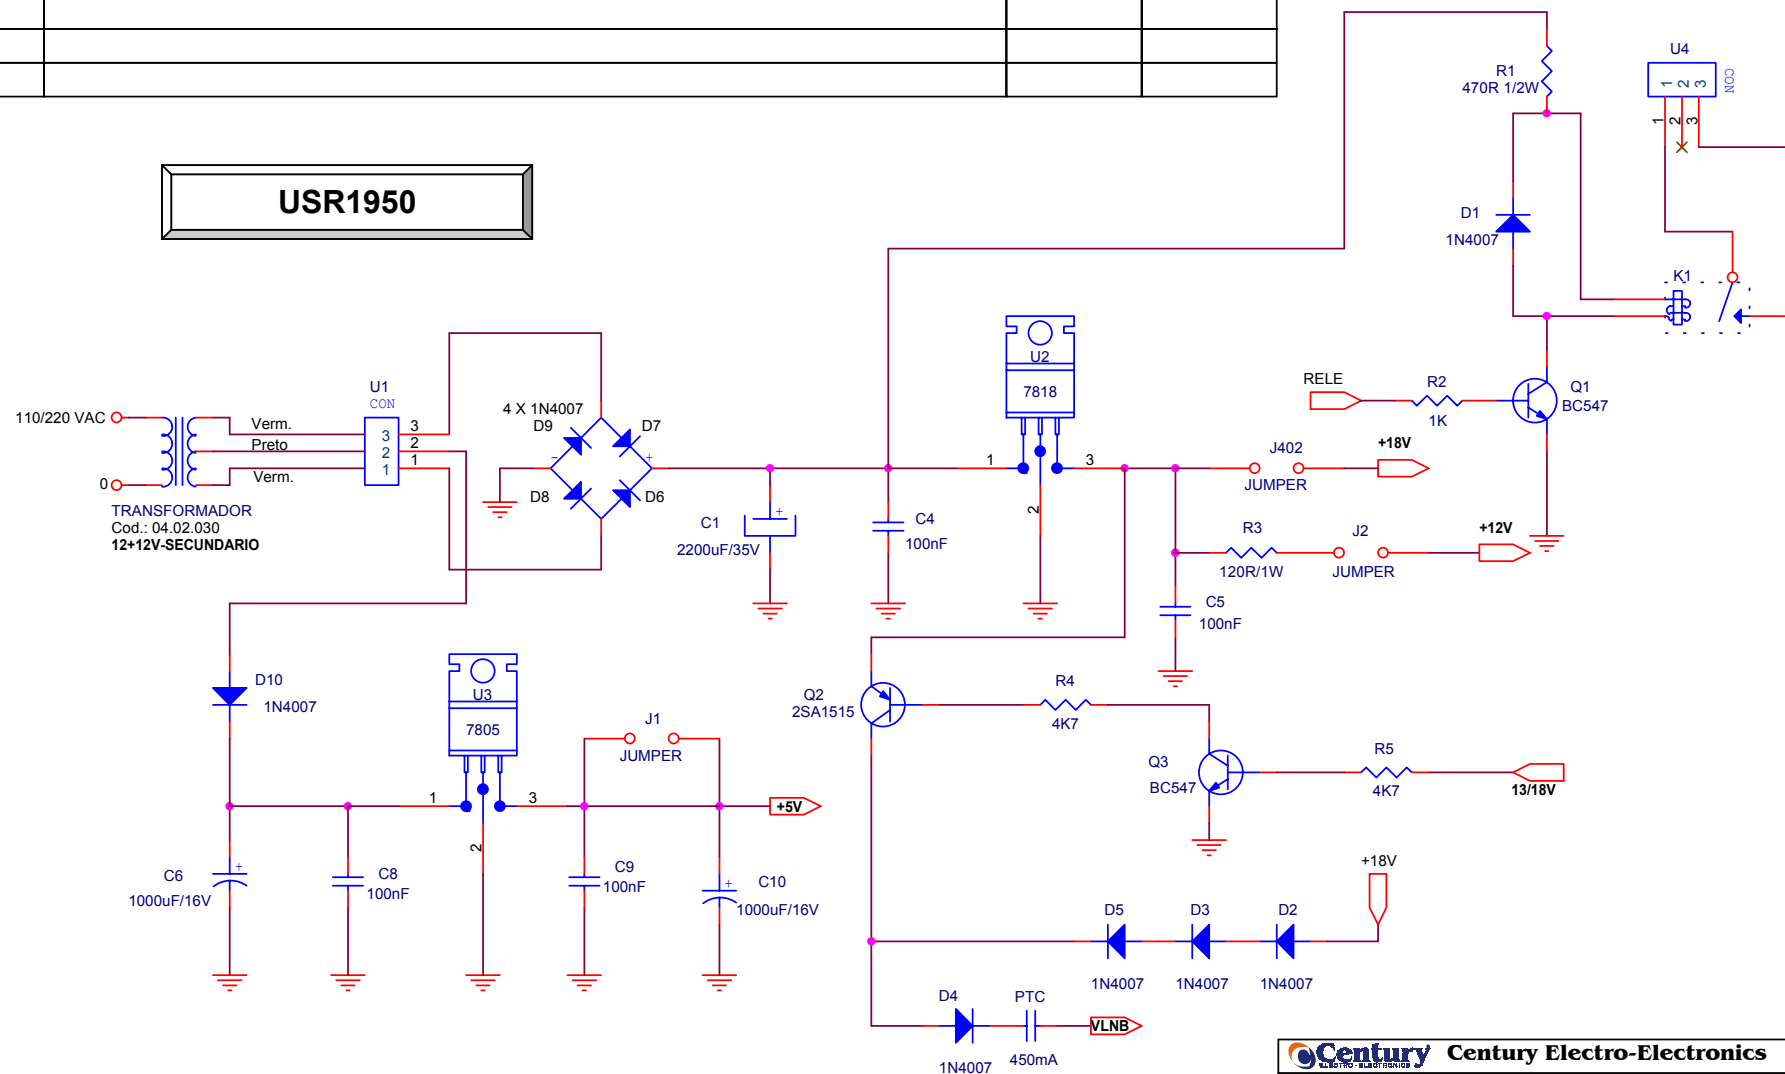 U4
CON
1 2 3
1 2 3
R1
470R 1/2W
USR1950
D1
1N4007
K1
U2
7818
1
3
2
RELE
R2
1K
Q1
BC547
U1
CON
110/220 VAC
0
Verm.
Preto
Verm.
3
2
1
3
2
1
TRANSFORMADOR
Cod.: 04.02.030
12+12V-SECUNDARIO
4 X 1N4007
D9
D7
D8
D6
-
+
C1
+
2200uF/35V
C4
100nF
J402
JUMPER
+18V
R3
120R/1W
J2
JUMPER
+12V
C5
100nF
D10
1N4007
U3
7805
1
3
2
J1
JUMPER
+5V
C6
+
1000uF/16V
C8
100nF
C9
100nF
C10
+
1000uF/16V
Q2
2SA1515
R4
4K7
Q3
BC547
R5
4K7
13/18V
+18V
D5
1N4007
D3
1N4007
D2
1N4007
D4
1N4007
PTC
450mA
VLNB
Century
ELECTRO-ELECTRONICS
Century Electro-Electronics